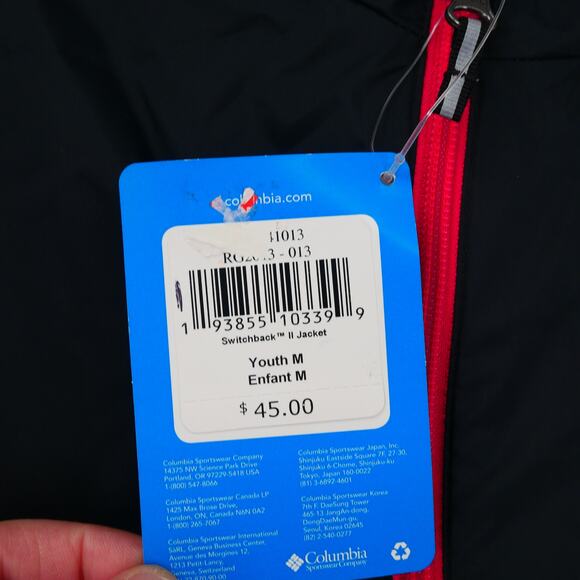 columbia.com
41013
RG2013 - 013
1 93855 10339 9
Switchback™ II Jacket
Youth M
Enfant M
$ 45.00
Columbia Sportswear Company
14375 NW Science Park Drive
Portland, OR 97229-5418 USA
1-(800) 547-8066
Columbia Sportswear Canada LP
1425 Max Brose Drive,
London, ON, Canada N6N 0A2
1-(800) 265-7067
Columbia Sportswear International
SàRL, Geneva Business Center,
Avenue des Morgines 12,
1213 Petit-Lancy,
Geneva, Switzerland
Columbia Sportswear Japan, Inc.
Shinjuku Eastside Square 7F, 27-30,
Shinjuku 6-Chome, Shinjuku-ku
Tokyo, Japan 160-0022
(81) 3-6892-4601
Columbia Sportswear Korea
7th F, DaeSung Tower
465-13 JangAn dong,
DongDaeMun-gu,
Seoul, Korea
(82) 2-540-0277
Columbia
Sportswear Company